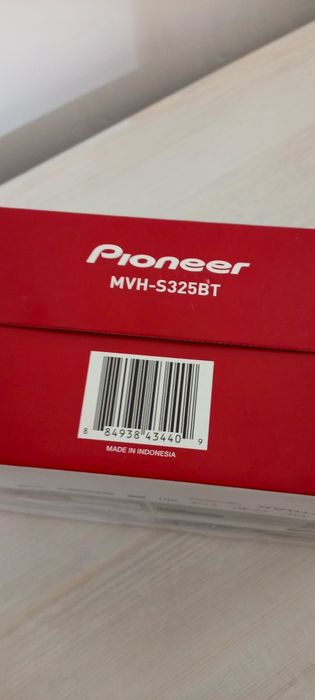 Pioneer
MVH-S325BT
8 84938 43440 9
MADE IN INDONESIA